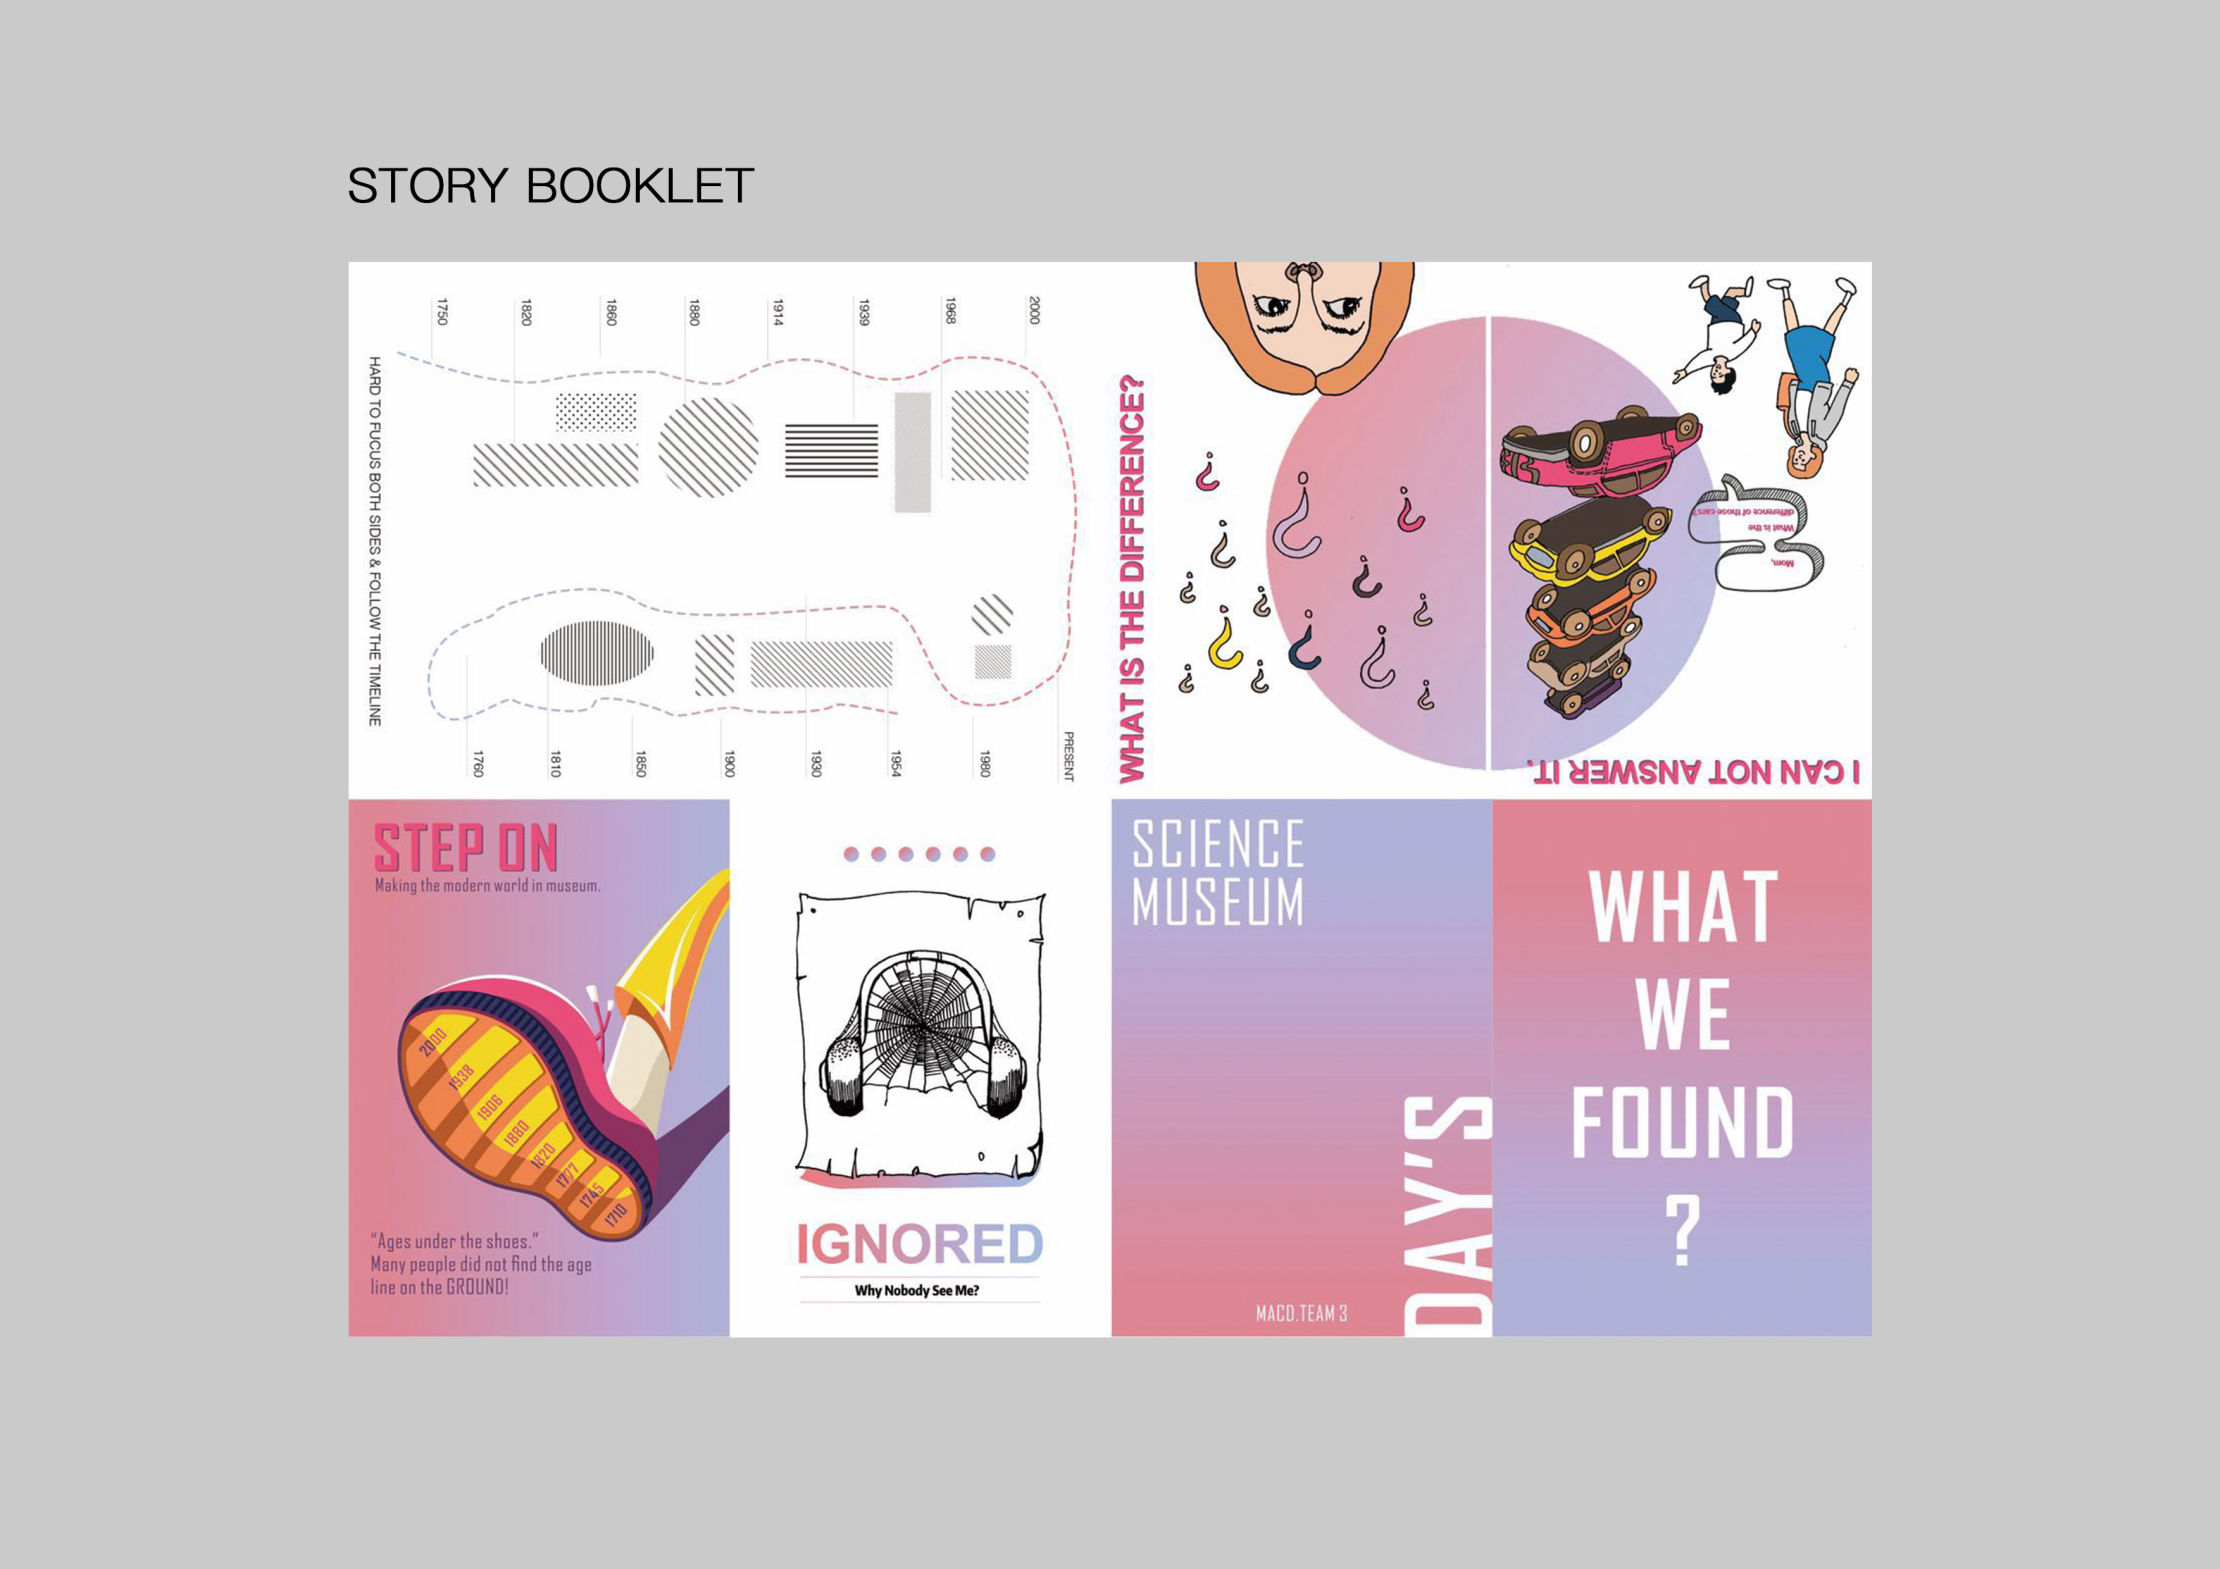 STORY BOOKLET
1750
1820
1860
1880
1914
1939
1968
2000
HARD TO FUCUS BOTH SIDES & FOLLOW THE TIMELINE
1760
1810
1850
1900
1930
1954
1980
PRESENT
WHAT IS THE DIFFERENCE?
Mom,
What is the
difference of those cars?
I CAN NOT ANSWER IT.
STEP ON
Making the modern world in museum.
2000
1938
1906
1880
1820
1777
1745
1710
“Ages under the shoes.”
Many people did not find the age
line on the GROUND!
IGNORED
Why Nobody See Me?
SCIENCE
MUSEUM
DAY'S
MACD.TEAM 3
WHAT
WE
FOUND
?